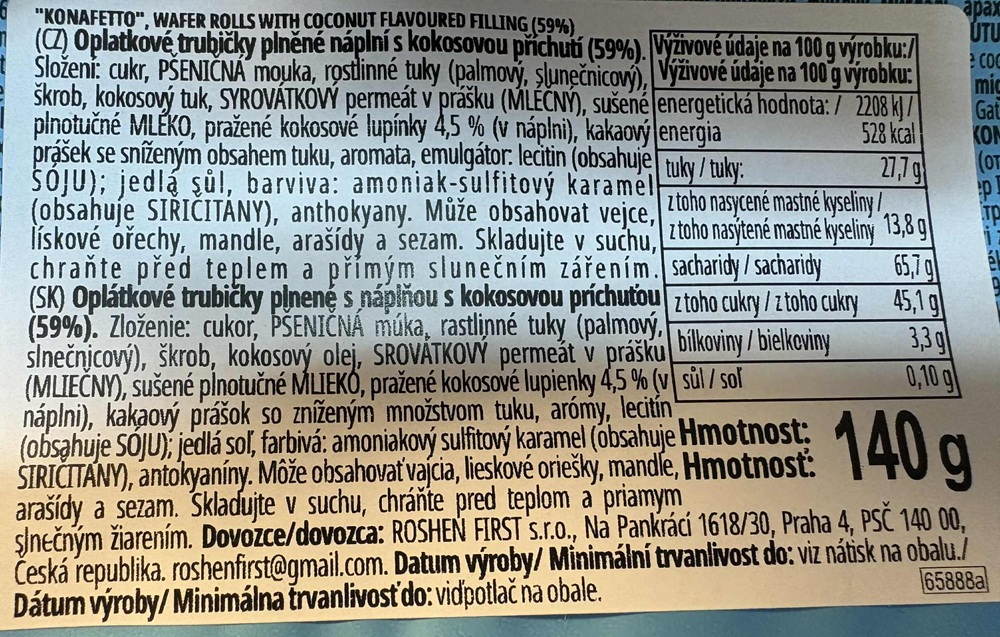 "KONAFETTO", WAFER ROLLS WITH COCONUT FLAVOURED FILLING (59%)
(CZ) Oplatkové trubičky plněné náplní s kokosovou příchutí (59%).
Složení: cukr, PŠENIČNÁ mouka, rostlinné tuky (palmový, slunečnicový),
škrob, kokosový tuk, SYROVÁTKOVÝ permeát v prášku (MLÉČNÝ), sušené
plnotučné MLÉKO, pražené kokosové lupínky 4,5 % (v náplni), kakaový
prášek se sníženým obsahem tuku, aromata, emulgátor: lecitin (obsahuje
SÓJU); jedlá sůl, barviva: amoniak-sulfitový karamel
(obsahuje SIŘIČITANY), anthokyany. Může obsahovat vejce,
lískové ořechy, mandle, arašídy a sezam. Skladujte v suchu,
chraňte před teplem a přímým slunečním zářením.
(SK) Oplátkové trubičky plnené s náplňou s kokosovou príchuťou
(59%). Zloženie: cukor, PŠENIČNÁ múka, rastlinné tuky (palmový,
slnečnicový), škrob, kokosový olej, SROVÁTKOVÝ permeát v prášku
(MLIEČNY), sušené plnotučné MLIEKO, pražené kokosové lupienky 4,5 % (v
náplni), kakaový prášok so zníženým množstvom tuku, arómy, lecitín
(obsahuje SÓJU); jedlá soľ, farbivá: amoniakový sulfitový karamel (obsahuje
SIRIČITANY), antokyaníny. Môže obsahovať vajcia, lieskové oriešky, mandle,
arašídy a sezam. Skladujte v suchu, chráňte pred teplom a priamym
slnečným žiarením. Dovozce/dovozca: ROSHEN FIRST s.r.o., Na Pankráci 1618/30, Praha 4, PSČ 140 00,
Česká republika. roshenfirst@gmail.com. Datum výroby/ Minimální trvanlivost do: viz nátisk na obalu./
Dátum výroby/ Minimálna trvanlivosť do: viď potlač na obale.
Výživové údaje na 100 g výrobku:/
Výživové údaje na 100 g výrobku:
energetická hodnota: / 2208 kJ /
energia 528 kcal
tuky / tuky: 27,7 g
z toho nasycené mastné kyseliny /
z toho nasýtené mastné kyseliny 13,8 g
sacharidy / sacharidy 65,7 g
z toho cukry / z toho cukry 45,1 g
bílkoviny / bielkoviny 3,3 g
sůl / soľ 0,10 g
Hmotnost:
Hmotnosť: 140 g
65888a